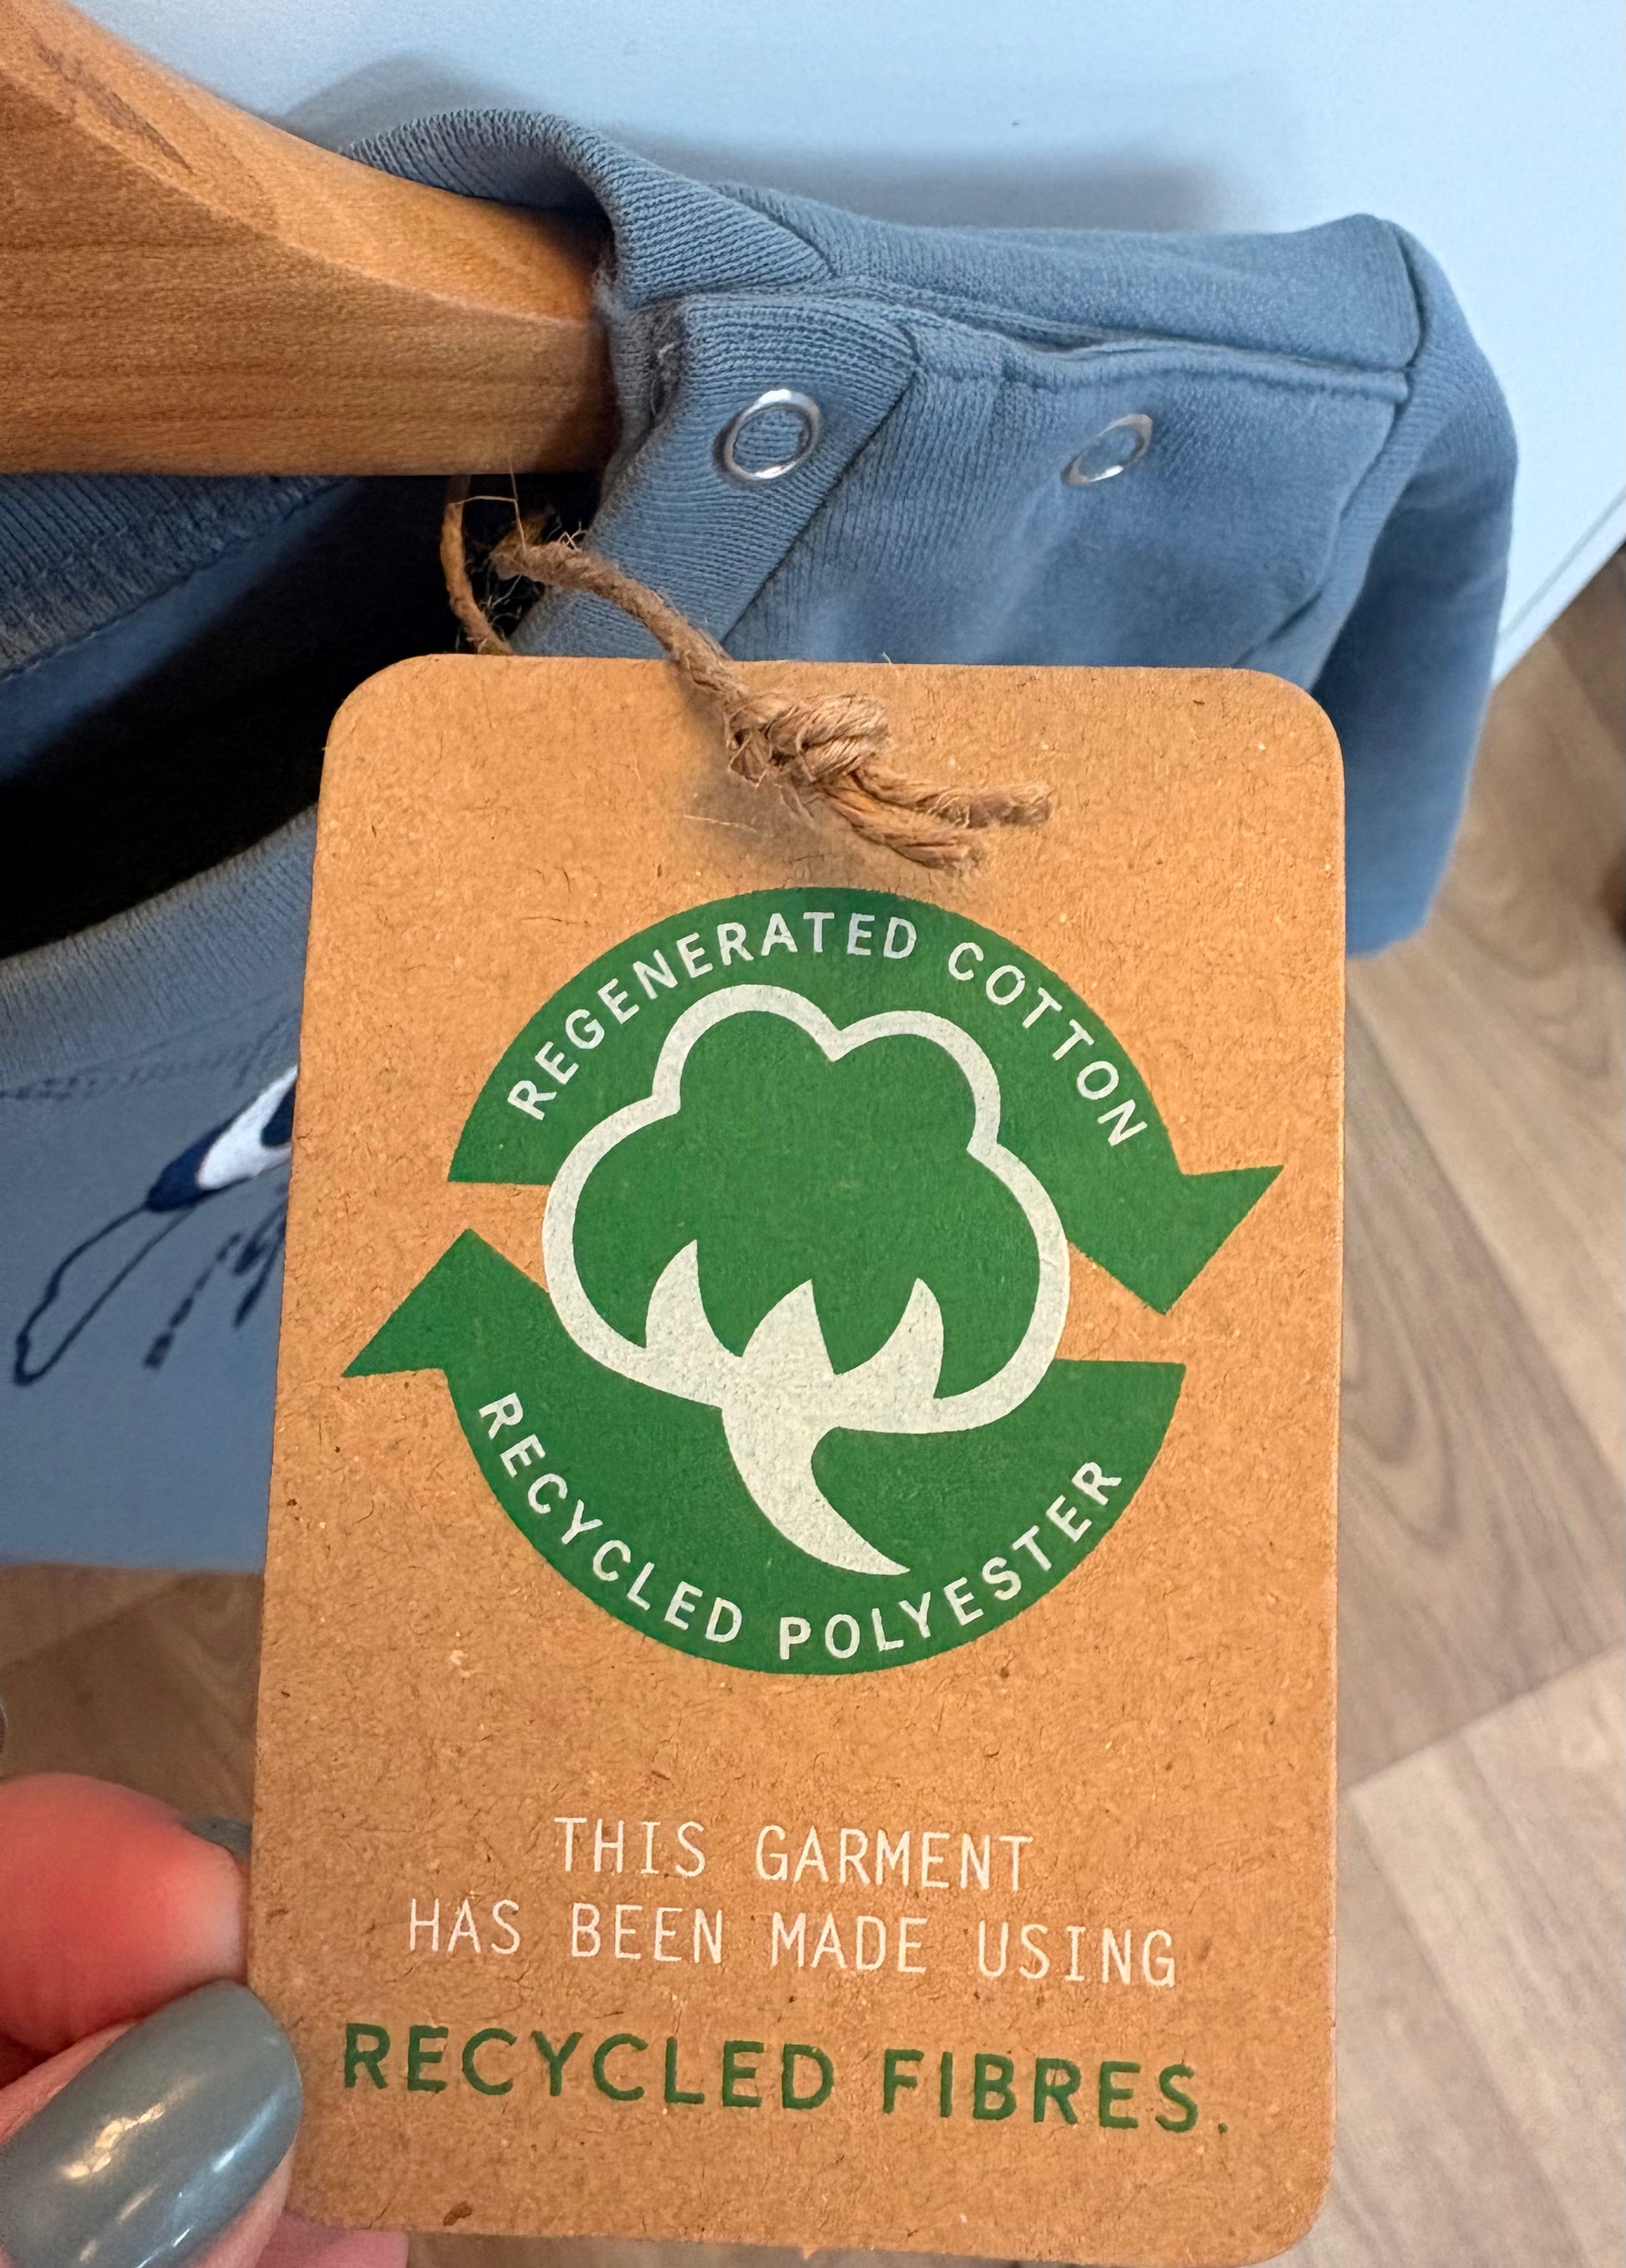 REGENERATED COTTON
RECYCLED POLYESTER
THIS GARMENT
HAS BEEN MADE USING
RECYCLED FIBRES.